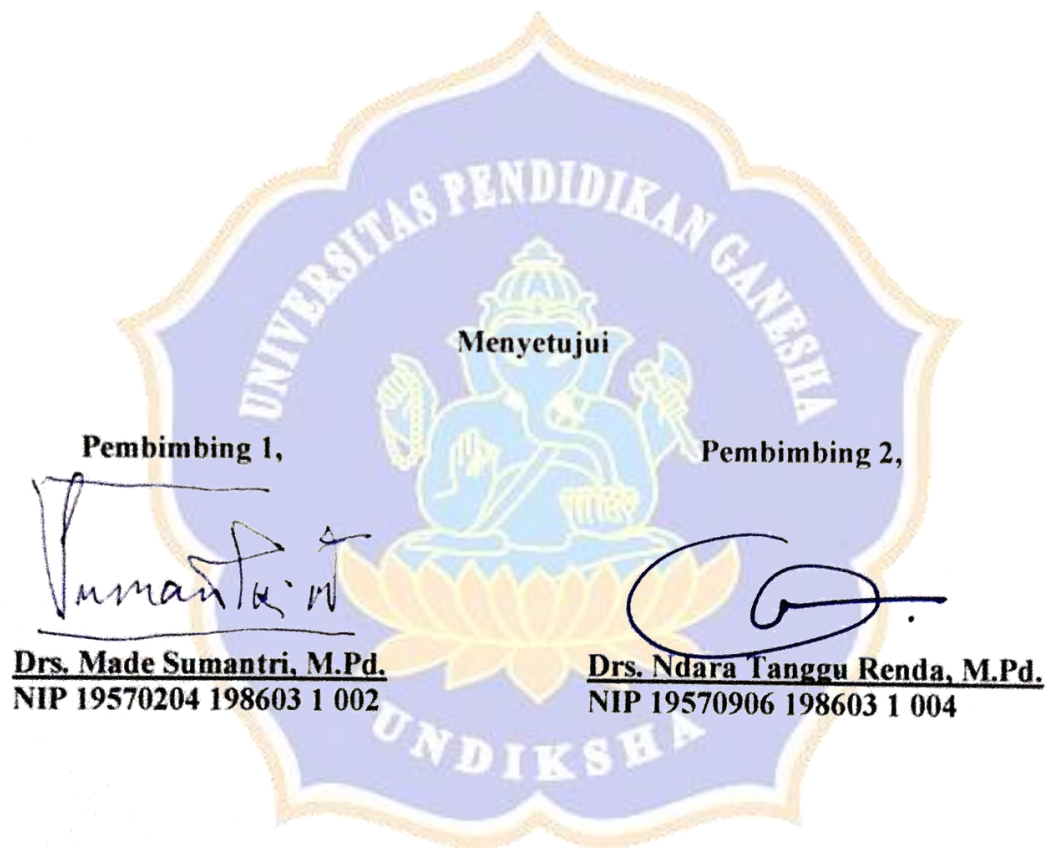 UNIVERSITAS PENDIDIKAN GANESHA
Menyetujui
Pembimbing 1,
Pembimbing 2,
Drs. Made Sumantri, M.Pd.
NIP 19570204 198603 1 002
Drs. Ndara Tanggu Renda, M.Pd.
NIP 19570906 198603 1 004
UNDIKSHA